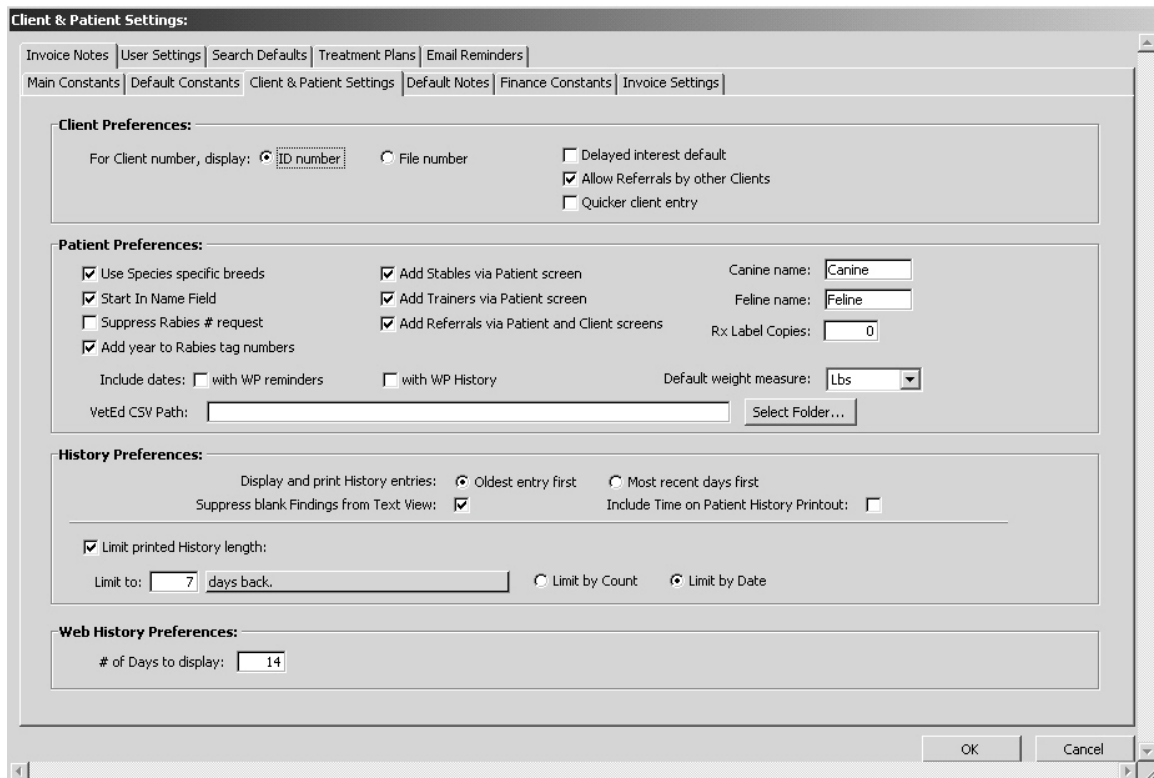 Client & Patient Settings:
Invoice Notes User Settings Search Defaults Treatment Plans Email Reminders
Main Constants Default Constants Client & Patient Settings Default Notes Finance Constants Invoice Settings
Client Preferences:
For Client number, display: ID number File number Delayed interest default
Allow Referrals by other Clients
Quicker client entry
Patient Preferences:
Use Species specific breeds Add Stables via Patient screen Canine name: Canine
Start In Name Field Add Trainers via Patient screen Feline name: Feline
Suppress Rabies # request Add Referrals via Patient and Client screens Rx Label Copies: 0
Add year to Rabies tag numbers
Include dates: with WP reminders with WP History Default weight measure: Lbs
VetEd CSV Path: Select Folder...
History Preferences:
Display and print History entries: Oldest entry first Most recent days first
Suppress blank Findings from Text View: Include Time on Patient History Printout:
Limit printed History length:
Limit to: 7 days back. Limit by Count Limit by Date
Web History Preferences:
# of Days to display: 14
OK Cancel